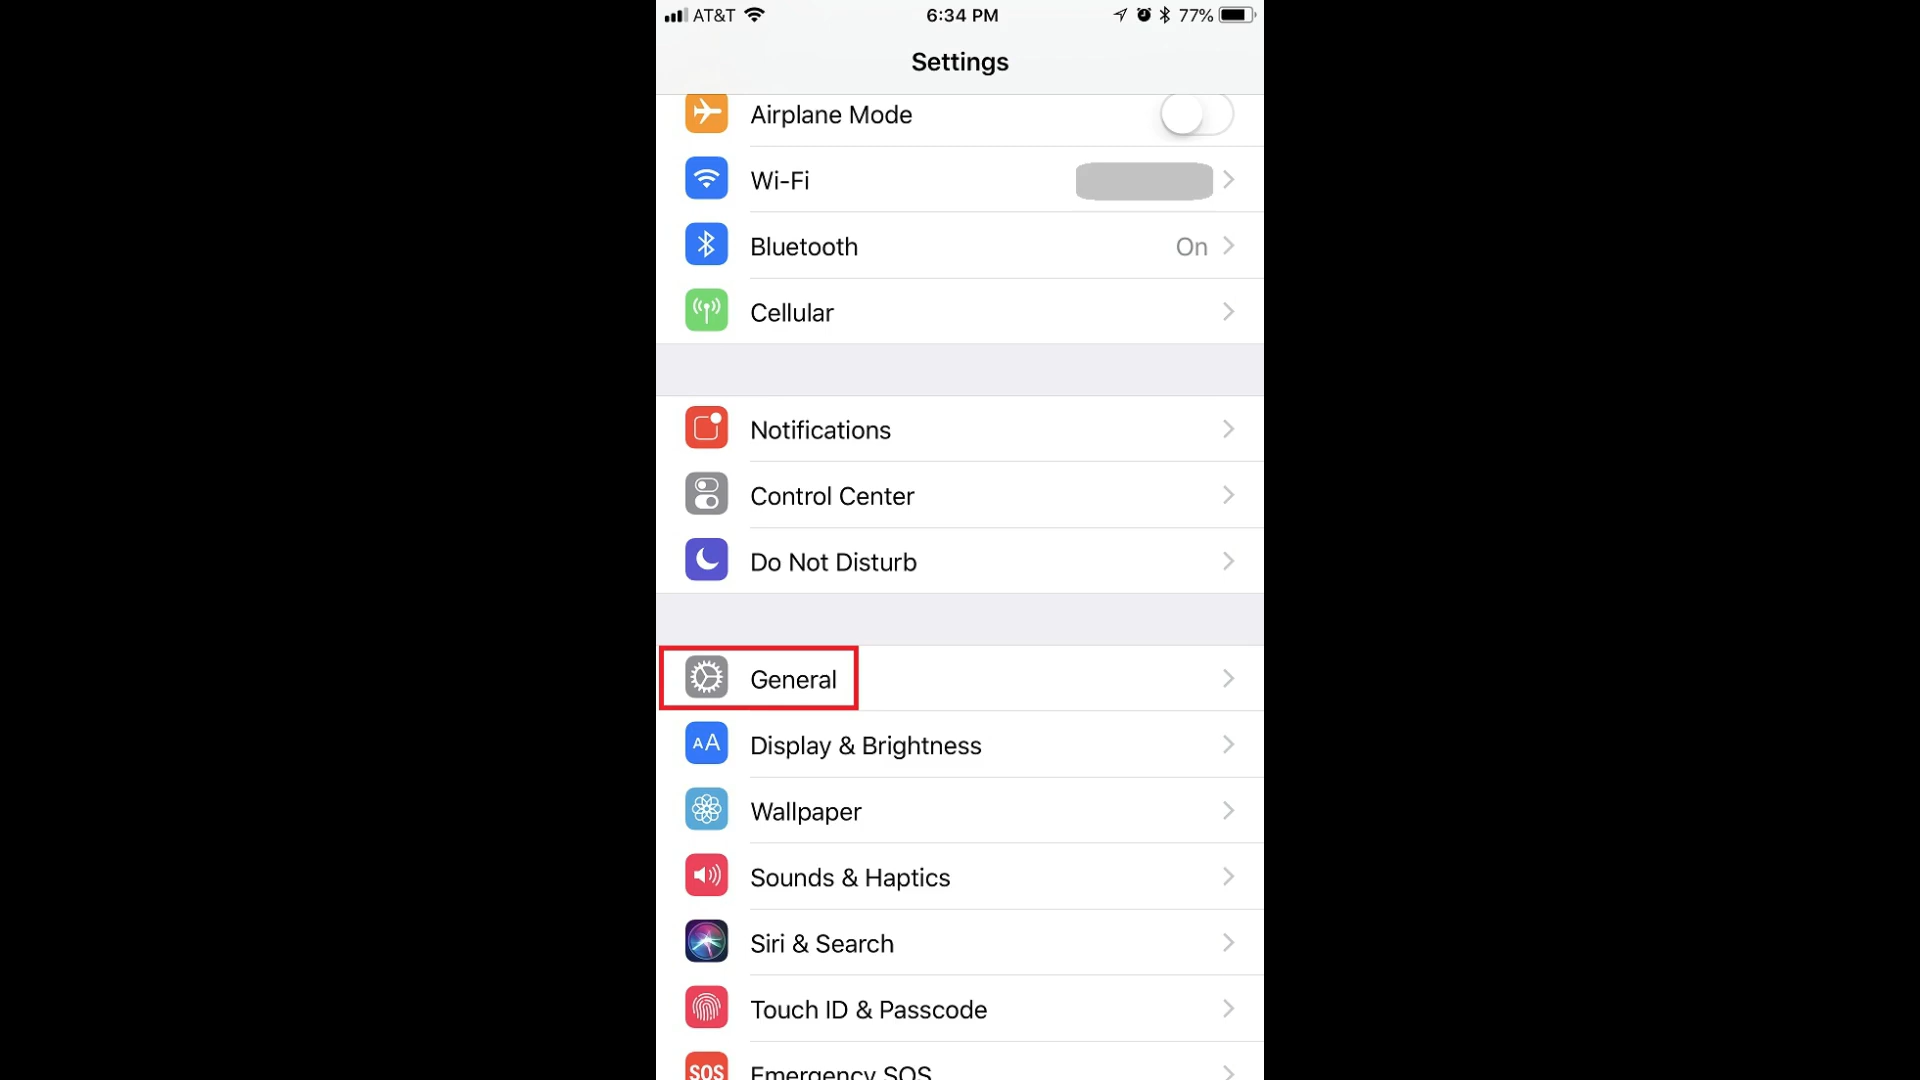 AT&T 6:34 PM 77%
Settings
Airplane Mode
Wi-Fi
Bluetooth On
Cellular
Notifications
Control Center
Do Not Disturb
General
AA Display & Brightness
Wallpaper
Sounds & Haptics
Siri & Search
Touch ID & Passcode
SOS Emergency SOS